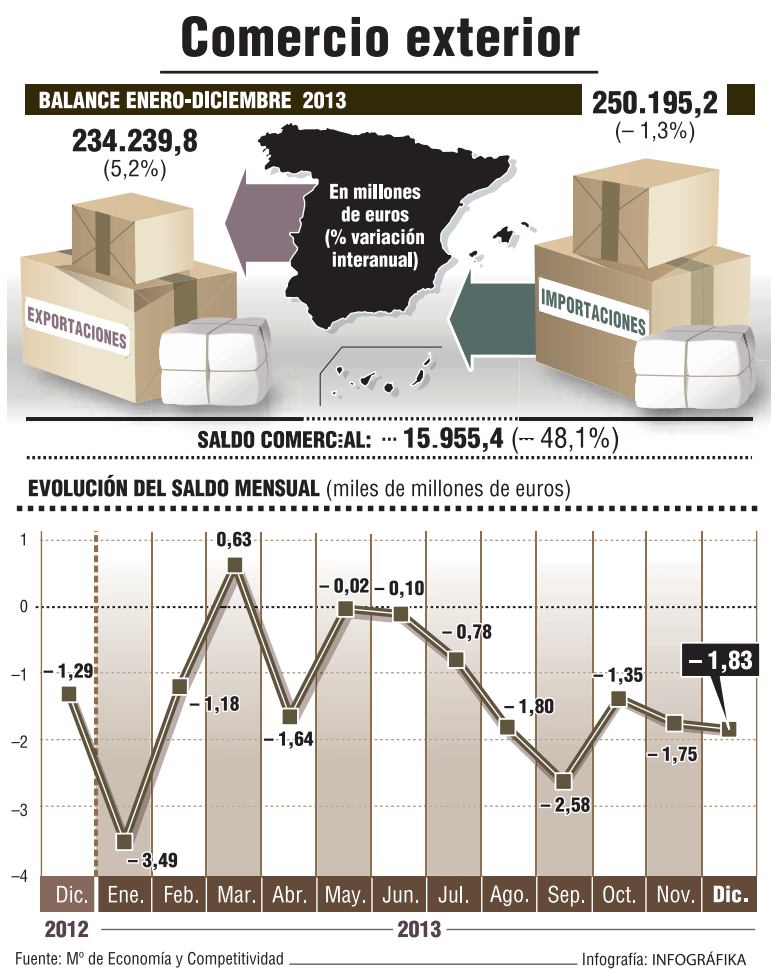 Comercio exterior
BALANCE ENERO-DICIEMBRE 2013
250.195,2
(– 1,3%)
234.239,8
(5,2%)
En millones
de euros
(% variación
interanual)
EXPORTACIONES
IMPORTACIONES
SALDO COMERCIAL: – 15.955,4 (– 48,1%)
EVOLUCIÓN DEL SALDO MENSUAL (miles de millones de euros)
1
0
–1
–2
–3
–4
– 1,29
– 3,49
– 1,18
0,63
– 1,64
– 0,02
– 0,10
– 0,78
– 1,80
– 2,58
– 1,35
– 1,75
– 1,83
Dic. Ene. Feb. Mar. Abr. May. Jun. Jul. Ago. Sep. Oct. Nov. Dic.
2012 2013
Fuente: Mº de Economía y Competitividad
Infografía: INFOGRÁFIKA